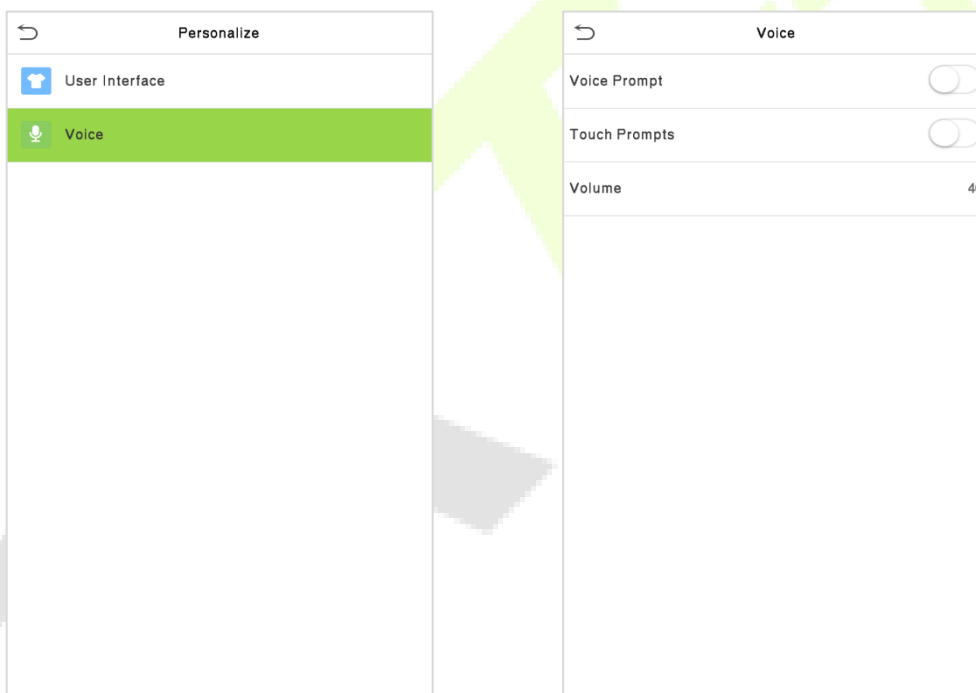 Personalize
User Interface
Voice
Voice
Voice Prompt
Touch Prompts
Volume